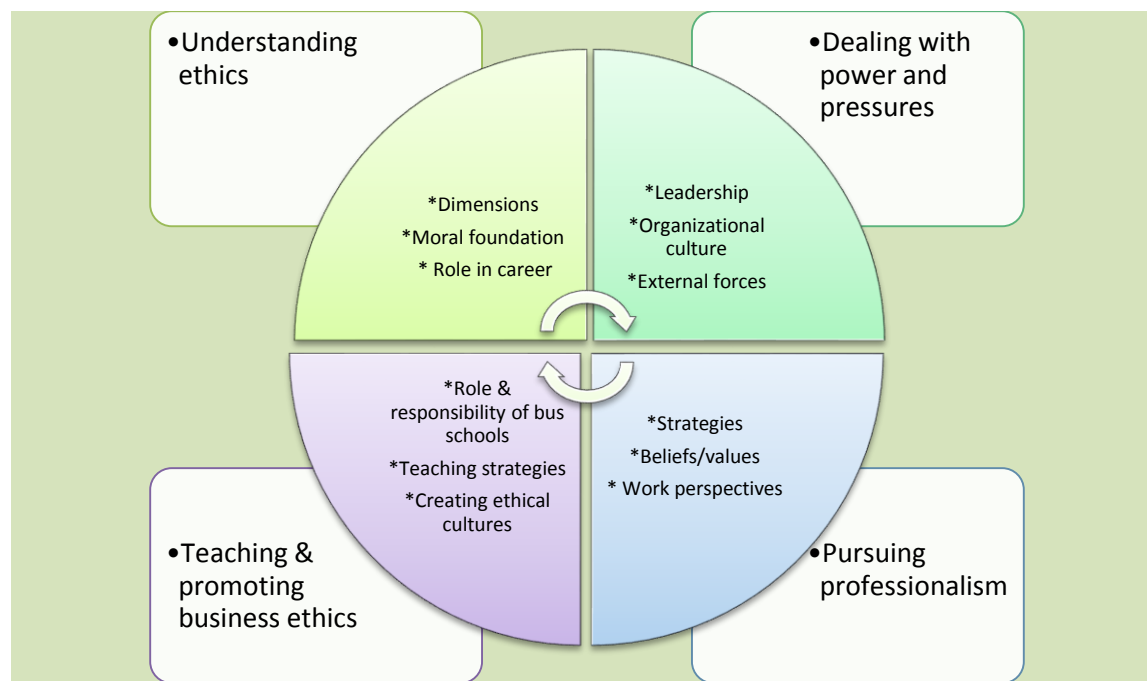 •Understanding
ethics
•Dealing with
power and
pressures
*Dimensions
*Moral foundation
* Role in career
*Leadership
*Organizational
culture
*External forces
*Role &
responsibility of bus
schools
*Teaching strategies
*Creating ethical
cultures
*Strategies
*Beliefs/values
* Work perspectives
•Teaching &
promoting
business ethics
•Pursuing
professionalism